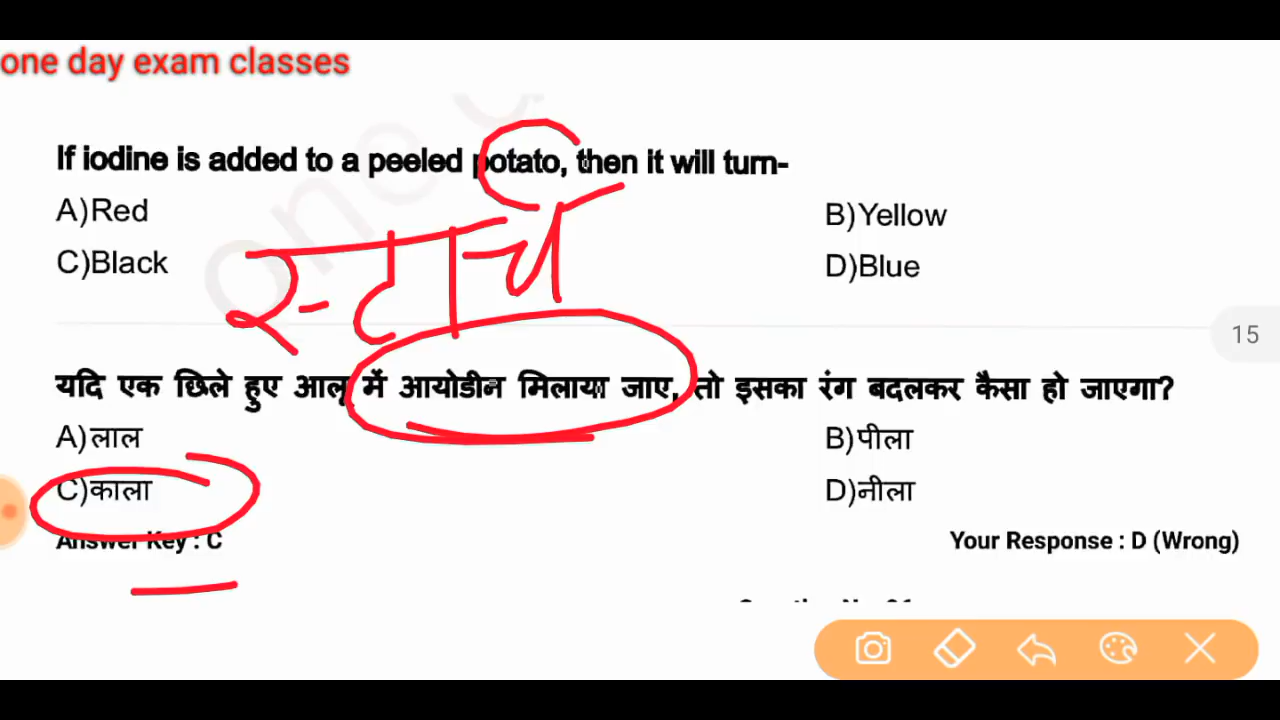 one day exam classes
If iodine is added to a peeled potato, then it will turn-
A)Red
B)Yellow
C)Black
D)Blue
स्टार्च
15
यदि एक छिले हुए आलू में आयोडीन मिलाया जाए, तो इसका रंग बदलकर कैसा हो जाएगा?
A)लाल
B)पीला
C)काला
D)नीला
Answer Key : C
Your Response : D (Wrong)